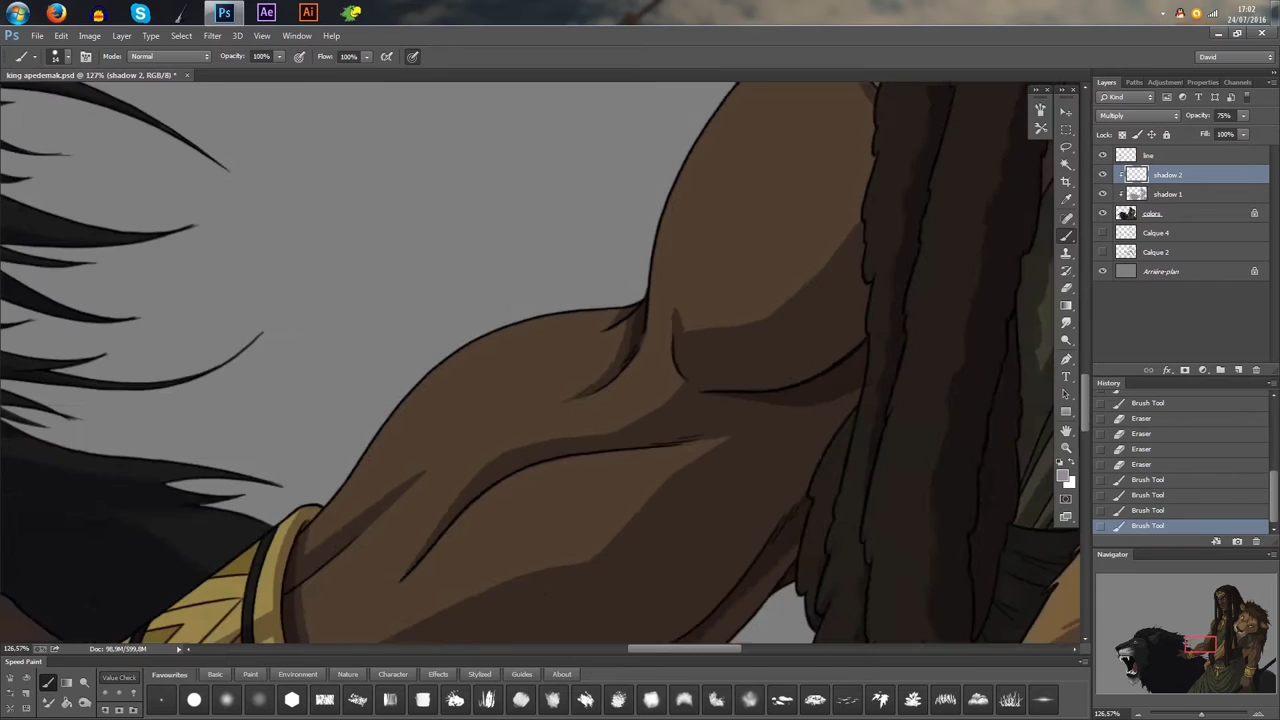 Ps Ae Ai
17:02
24/07/2016
Ps File Edit Image Layer Type Select Filter 3D View Window Help
14 Mode: Normal Opacity: 100% Flow: 100% David
king apedemak.psd @ 127% (shadow 2, RGB/8) * ×
Layers Paths Adjustment Properties Channels
Kind
Multiply Opacity: 75%
Lock: Fill: 100%
line
shadow 2
shadow 1
colors
Calque 4
Calque 2
Arrière-plan
History
Brush Tool
Eraser
Eraser
Eraser
Eraser
Brush Tool
Brush Tool
Brush Tool
Brush Tool
Navigator
126,57% Doc: 98,9M/599,8M
Speed Paint
Value Check
Favourites Basic Paint Environment Nature Character Effects Stylized Guides About
126,57%